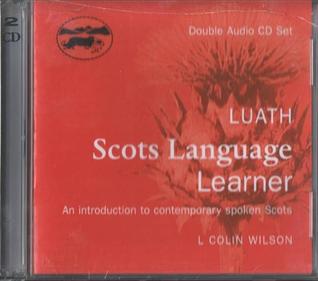 2
CD
Double Audio CD Set
LUATH
Scots Language
Learner
An introduction to contemporary spoken Scots
L COLIN WILSON